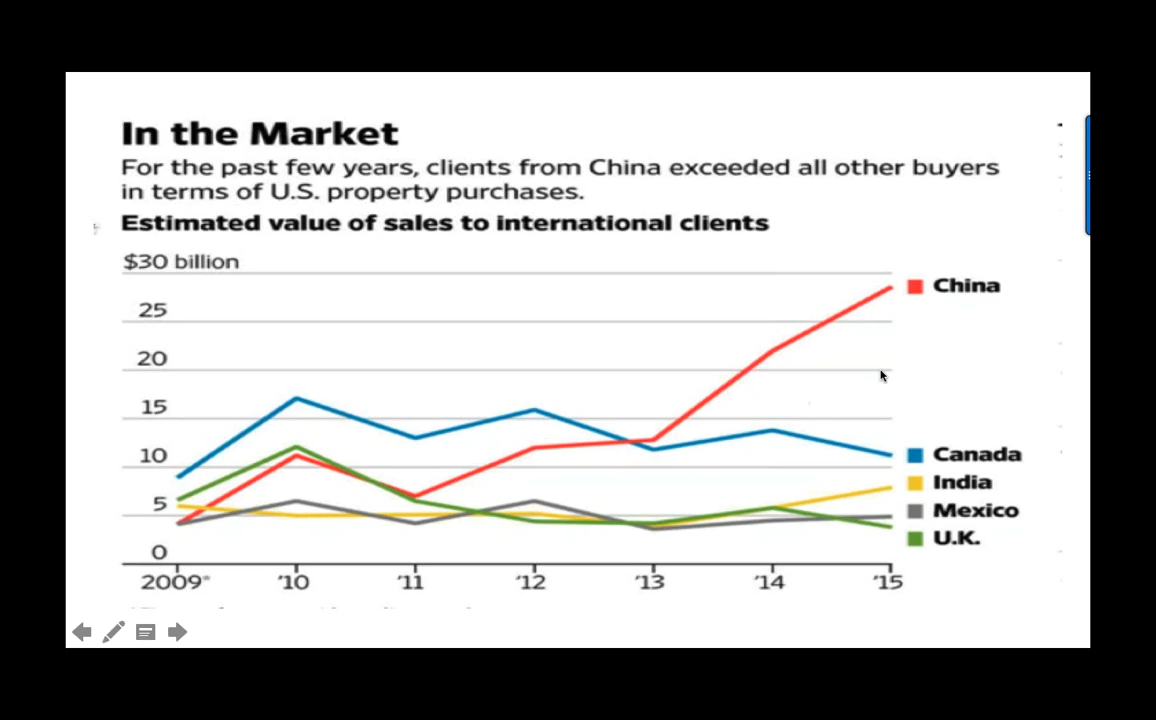 In the Market
For the past few years, clients from China exceeded all other buyers
in terms of U.S. property purchases.
Estimated value of sales to international clients
$30 billion
25
20
15
10
5
0
2009* '10 '11 '12 '13 '14 '15
China
Canada
India
Mexico
U.K.